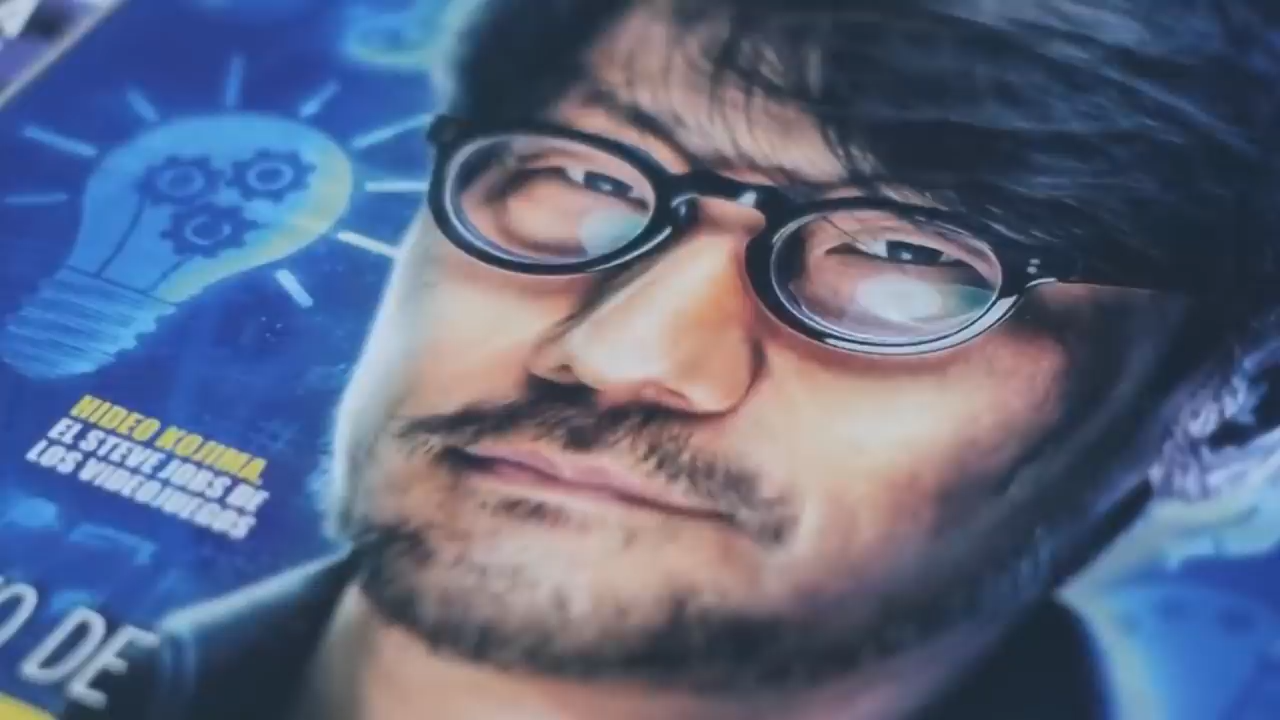 HIDEO KOJIMA,
EL STEVE JOBS DE
LOS VIDEOJUEGOS
DE